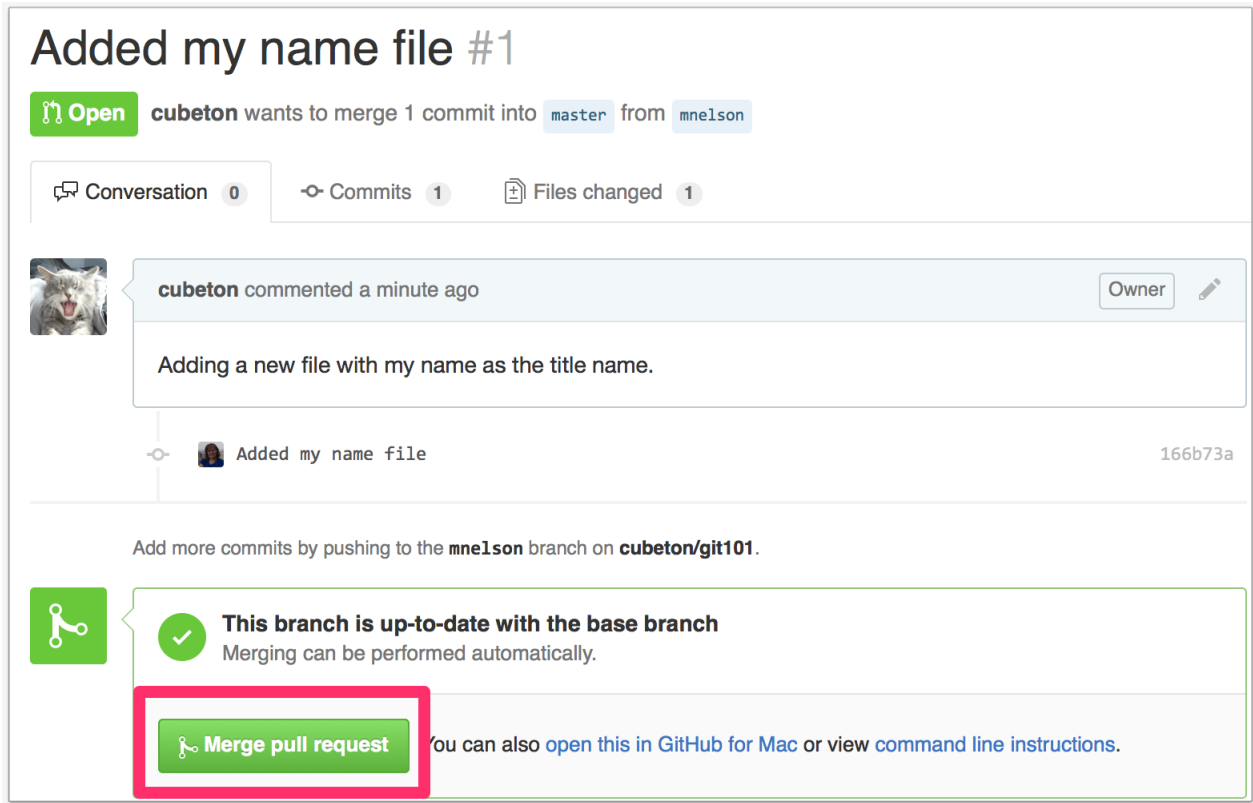 Added my name file #1
Open cubeton wants to merge 1 commit into master from mnelson
Conversation 0 Commits 1 Files changed 1
cubeton commented a minute ago Owner
Adding a new file with my name as the title name.
Added my name file 166b73a
Add more commits by pushing to the mnelson branch on cubeton/git101.
This branch is up-to-date with the base branch
Merging can be performed automatically.
Merge pull request You can also open this in GitHub for Mac or view command line instructions.